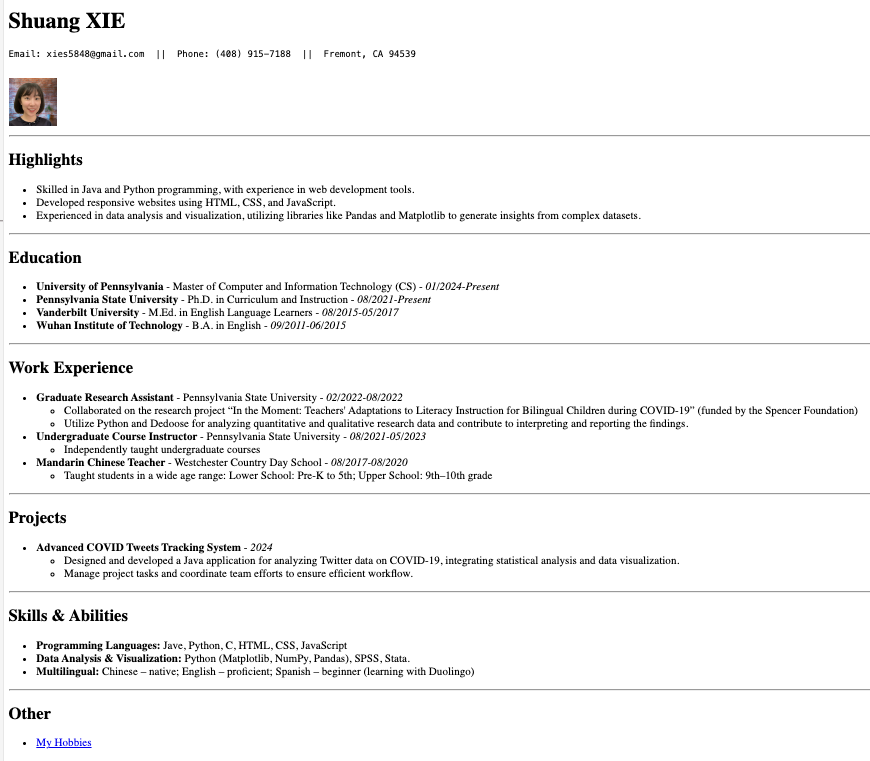 Shuang XIE
Email: xies5848@gmail.com || Phone: (408) 915-7188 || Fremont, CA 94539
Highlights
• Skilled in Java and Python programming, with experience in web development tools.
• Developed responsive websites using HTML, CSS, and JavaScript.
• Experienced in data analysis and visualization, utilizing libraries like Pandas and Matplotlib to generate insights from complex datasets.
Education
• University of Pennsylvania - Master of Computer and Information Technology (CS) - 01/2024-Present
• Pennsylvania State University - Ph.D. in Curriculum and Instruction - 08/2021-Present
• Vanderbilt University - M.Ed. in English Language Learners - 08/2015-05/2017
• Wuhan Institute of Technology - B.A. in English - 09/2011-06/2015
Work Experience
• Graduate Research Assistant - Pennsylvania State University - 02/2022-08/2022
◦ Collaborated on the research project “In the Moment: Teachers' Adaptations to Literacy Instruction for Bilingual Children during COVID-19” (funded by the Spencer Foundation)
◦ Utilize Python and Dedoose for analyzing quantitative and qualitative research data and contribute to interpreting and reporting the findings.
• Undergraduate Course Instructor - Pennsylvania State University - 08/2021-05/2023
◦ Independently taught undergraduate courses
• Mandarin Chinese Teacher - Westchester Country Day School - 08/2017-08/2020
◦ Taught students in a wide age range: Lower School: Pre-K to 5th; Upper School: 9th–10th grade
Projects
• Advanced COVID Tweets Tracking System - 2024
◦ Designed and developed a Java application for analyzing Twitter data on COVID-19, integrating statistical analysis and data visualization.
◦ Manage project tasks and coordinate team efforts to ensure efficient workflow.
Skills & Abilities
• Programming Languages: Jave, Python, C, HTML, CSS, JavaScript
• Data Analysis & Visualization: Python (Matplotlib, NumPy, Pandas), SPSS, Stata.
• Multilingual: Chinese – native; English – proficient; Spanish – beginner (learning with Duolingo)
Other
• My Hobbies